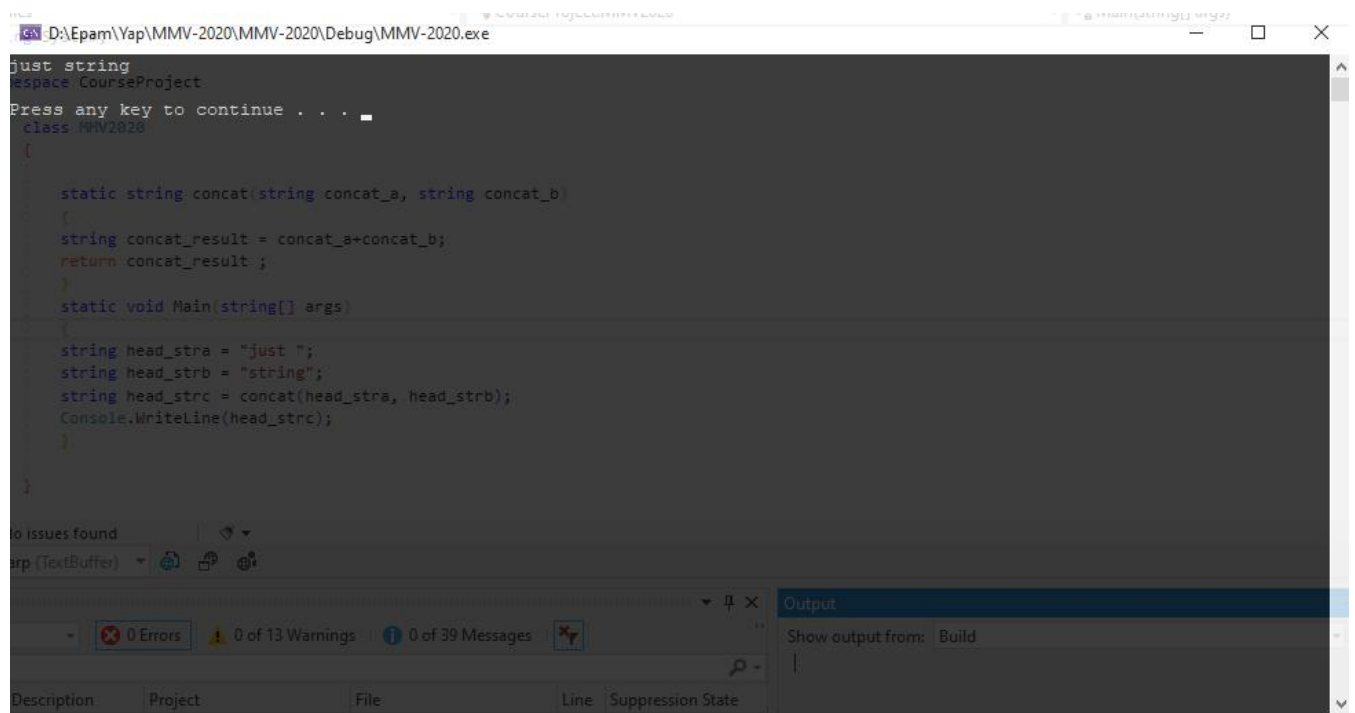 D:\Epam\Yap\MMV-2020\MMV-2020\Debug\MMV-2020.exe
just string
espace CourseProject
Press any key to continue . . .
class MMV2020
{
static string concat(string concat_a, string concat_b)
{
string concat_result = concat_a+concat_b;
return concat_result ;
}
static void Main(string[] args)
{
string head_stra = "just ";
string head_strb = "string";
string head_strc = concat(head_stra, head_strb);
Console.WriteLine(head_strc);
}
}
o issues found
arp (TextBuffer)
Output
0 Errors 0 of 13 Warnings 0 of 39 Messages
Show output from: Build
Description Project File Line Suppression State